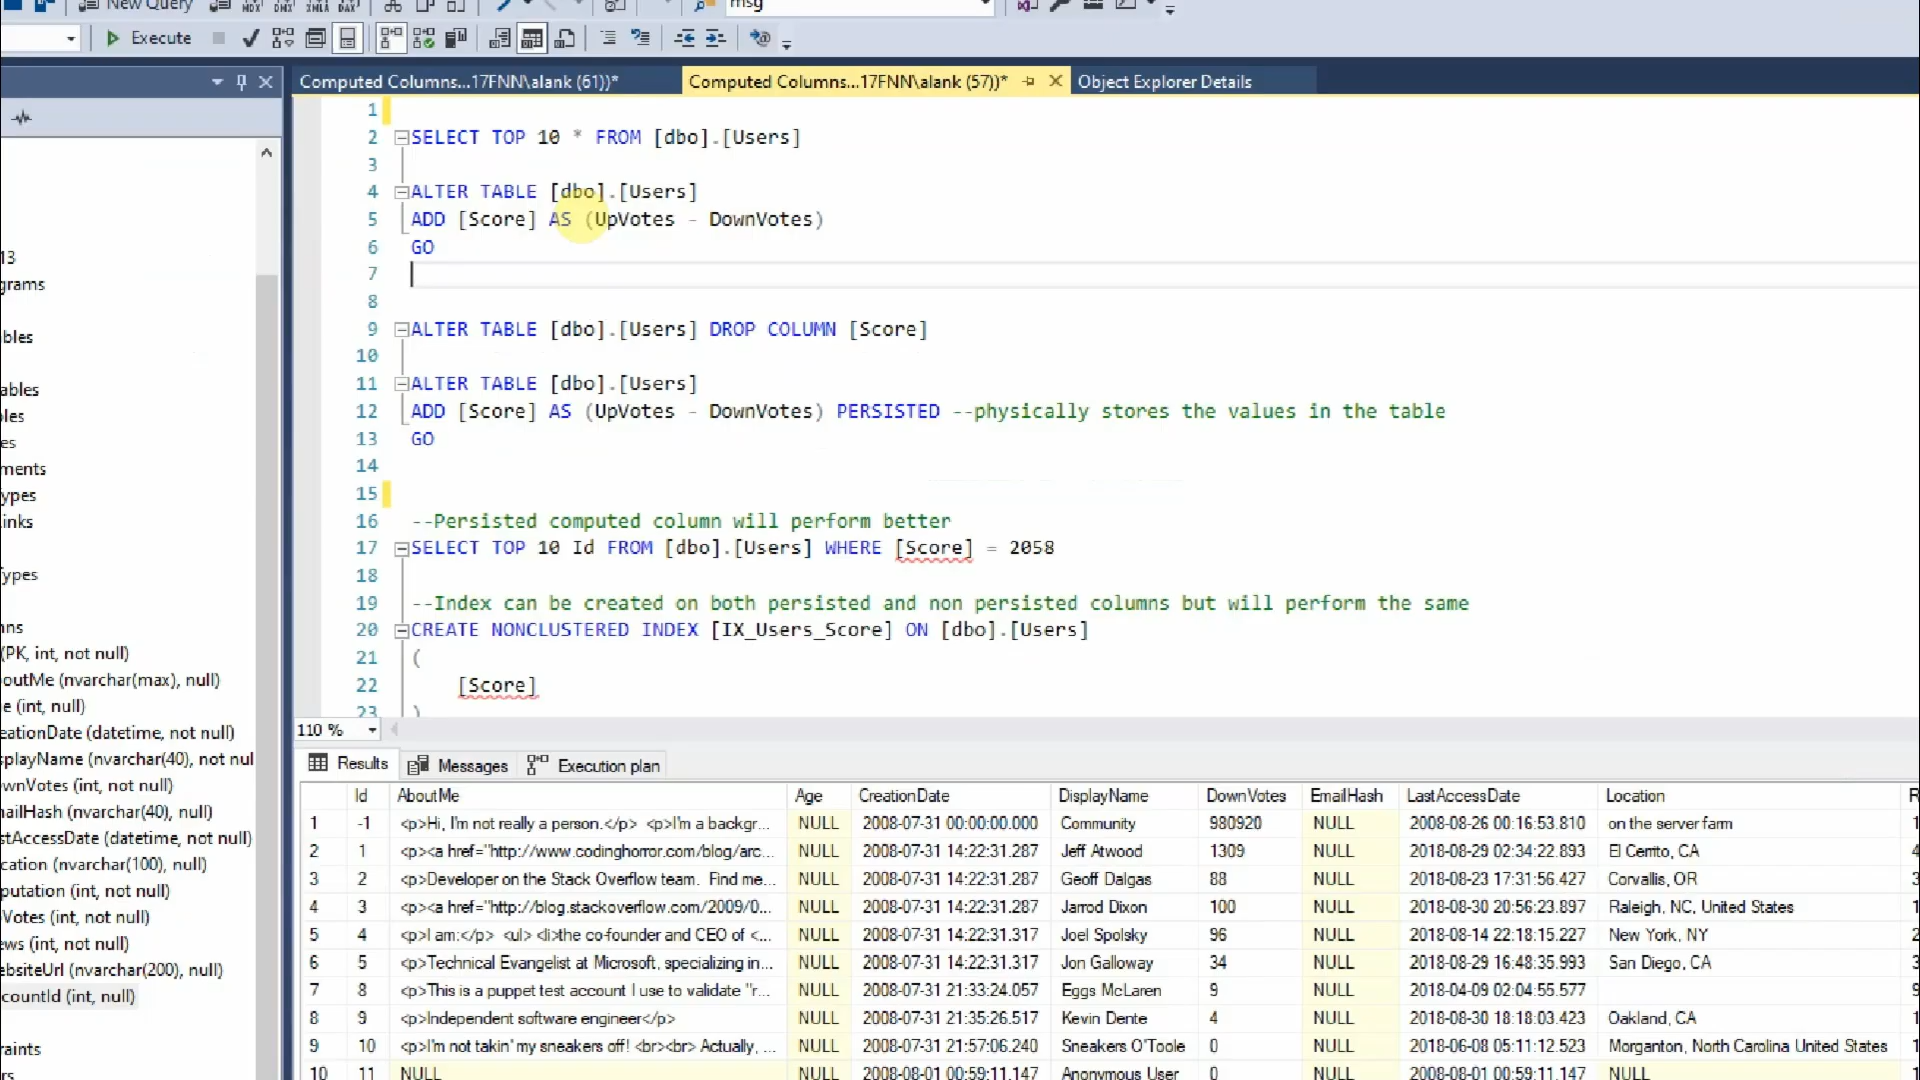 New Query
msg
Execute
Computed Columns...17FNN\alank (61))*
Computed Columns...17FNN\alank (57))*
Object Explorer Details
1
2 SELECT TOP 10 * FROM [dbo].[Users]
3
4 ALTER TABLE [dbo].[Users]
5 ADD [Score] AS (UpVotes - DownVotes)
6 GO
7
8
9 ALTER TABLE [dbo].[Users] DROP COLUMN [Score]
10
11 ALTER TABLE [dbo].[Users]
12 ADD [Score] AS (UpVotes - DownVotes) PERSISTED --physically stores the values in the table
13 GO
14
15
16 --Persisted computed column will perform better
17 SELECT TOP 10 Id FROM [dbo].[Users] WHERE [Score] = 2058
18
19 --Index can be created on both persisted and non persisted columns but will perform the same
20 CREATE NONCLUSTERED INDEX [IX_Users_Score] ON [dbo].[Users]
21 (
22 [Score]
23 )
13
grams
bles
ables
les
es
ments
ypes
inks
ypes
ns
(PK, int, not null)
outMe (nvarchar(max), null)
e (int, null)
eationDate (datetime, not null)
splayName (nvarchar(40), not nul
wnVotes (int, not null)
nailHash (nvarchar(40), null)
stAccessDate (datetime, not null)
cation (nvarchar(100), null)
putation (int, not null)
Votes (int, not null)
ews (int, not null)
ebsiteUrl (nvarchar(200), null)
countId (int, null)
raints
rs
110 %
Results Messages Execution plan
Id AboutMe Age CreationDate DisplayName DownVotes EmailHash LastAccessDate Location R
1 -1 <p>Hi, I'm not really a person.</p> <p>I'm a backgr... NULL 2008-07-31 00:00:00.000 Community 980920 NULL 2008-08-26 00:16:53.810 on the server farm 1
2 1 <p><a href="http://www.codinghorror.com/blog/arc... NULL 2008-07-31 14:22:31.287 Jeff Atwood 1309 NULL 2018-08-29 02:34:22.893 El Cerrito, CA 4
3 2 <p>Developer on the Stack Overflow team. Find me... NULL 2008-07-31 14:22:31.287 Geoff Dalgas 88 NULL 2018-08-23 17:31:56.427 Corvallis, OR 3
4 3 <p><a href="http://blog.stackoverflow.com/2009/0... NULL 2008-07-31 14:22:31.287 Jarrod Dixon 100 NULL 2018-08-30 20:56:23.897 Raleigh, NC, United States 1
5 4 <p>I am:</p> <ul> <li>the co-founder and CEO of <... NULL 2008-07-31 14:22:31.317 Joel Spolsky 96 NULL 2018-08-14 22:18:15.227 New York, NY 2
6 5 <p>Technical Evangelist at Microsoft, specializing in... NULL 2008-07-31 14:22:31.317 Jon Galloway 34 NULL 2018-08-29 16:48:35.993 San Diego, CA 3
7 8 <p>This is a puppet test account I use to validate "r... NULL 2008-07-31 21:33:24.057 Eggs McLaren 9 NULL 2018-04-09 02:04:55.577 9
8 9 <p>Independent software engineer</p> NULL 2008-07-31 21:35:26.517 Kevin Dente 4 NULL 2018-08-30 18:18:03.423 Oakland, CA 1
9 10 <p>I'm not takin' my sneakers off! <br><br> Actually, ... NULL 2008-07-31 21:57:06.240 Sneakers O'Toole 0 NULL 2018-06-08 05:11:12.523 Morganton, North Carolina United States 1
10 11 NULL NULL 2008-08-01 00:59:11.147 Anonymous User 0 NULL 2008-08-01 00:59:11.147 NULL 1